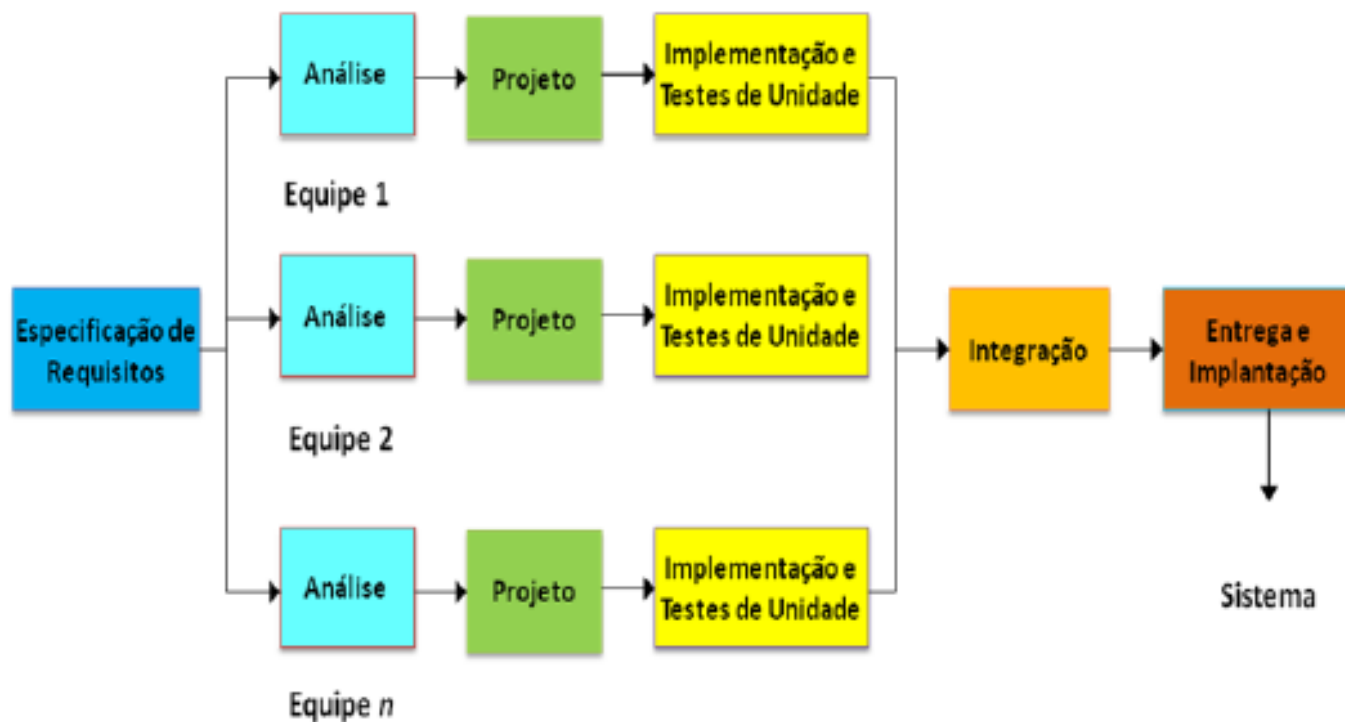 Especificação de
Requisitos
Análise
Projeto
Implementação e
Testes de Unidade
Equipe 1
Análise
Projeto
Implementação e
Testes de Unidade
Equipe 2
Análise
Projeto
Implementação e
Testes de Unidade
Equipe n
Integração
Entrega e
Implantação
Sistema